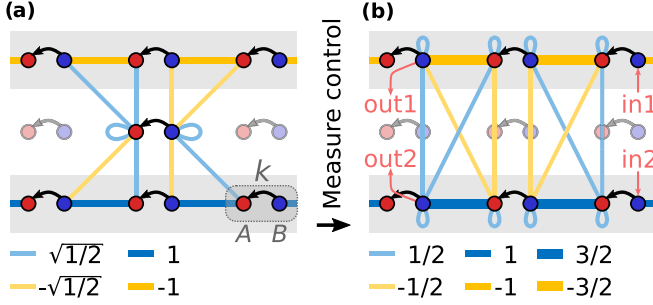 (a)
(b)
Measure control
out1
in1
out2
in2
k
A B
√1/2 1
-√1/2 -1
1/2 1 3/2
-1/2 -1 -3/2